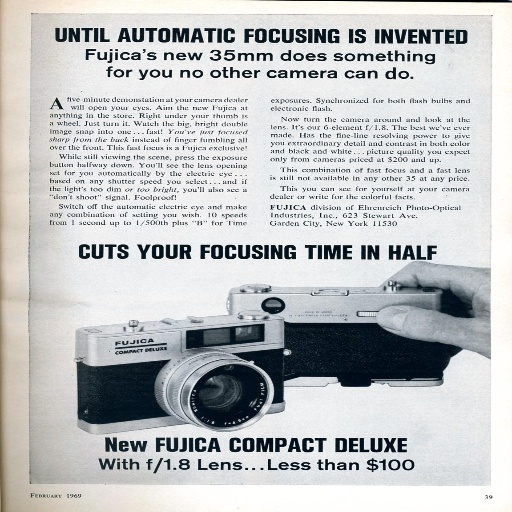 UNTIL AUTOMATIC FOCUSING IS INVENTED
Fujica's new 35mm does something
for you no other camera can do.
A five-minute demonstation at your camera dealer
will open your eyes. Aim the new Fujica at
anything in the store. Right under your thumb is
a wheel. Just turn it. Watch the big, bright double
image snap into one... fast! You've just focused
sharp from the back instead of finger fumbling all
over the front. This fast focus is a Fujica exclusive!
While still viewing the scene, press the exposure
button halfway down. You'll see the lens opening
set for you automatically by the electric eye...
based on any shutter speed you select... and if
the light's too dim or too bright, you'll also see a
"don't shoot" signal. Foolproof!
Switch off the automatic electric eye and make
any combination of setting you wish. 10 speeds
from 1 second up to 1/500th plus "B" for Time
exposures. Synchronized for both flash bulbs and
electronic flash.
Now turn the camera around and look at the
lens. It's our 6-element f/1.8. The best we've ever
made. Has the fine-line resolving power to give
you extraordinary detail and contrast in both color
and black and white... picture quality you expect
only from cameras priced at $200 and up.
This combination of fast focus and a fast lens
is still not available in any other 35 at any price.
This you can see for yourself at your camera
dealer or write for the colorful facts.
FUJICA division of Ehrenreich Photo-Optical
Industries, Inc., 623 Stewart Ave.
Garden City, New York 11530
CUTS YOUR FOCUSING TIME IN HALF
FUJICA
COMPACT DELUXE
New FUJICA COMPACT DELUXE
With f/1.8 Lens...Less than $100
FEBRUARY 1969
39